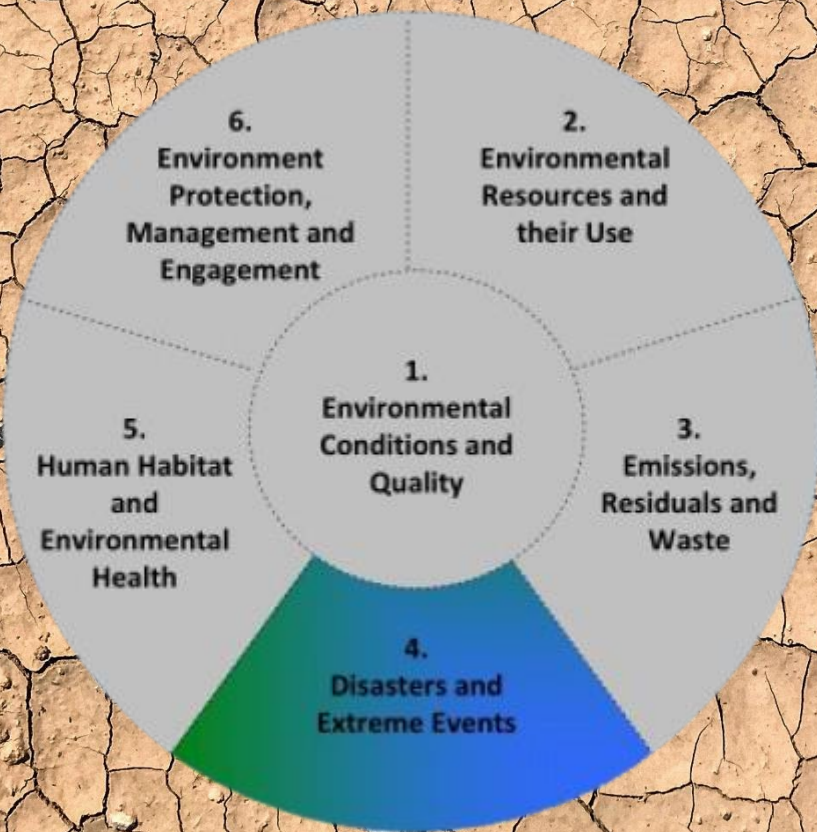 1.
Environmental
Conditions and
Quality
2.
Environmental
Resources and
their Use
3.
Emissions,
Residuals and
Waste
4.
Disasters and
Extreme Events
5.
Human Habitat
and
Environmental
Health
6.
Environment
Protection,
Management and
Engagement